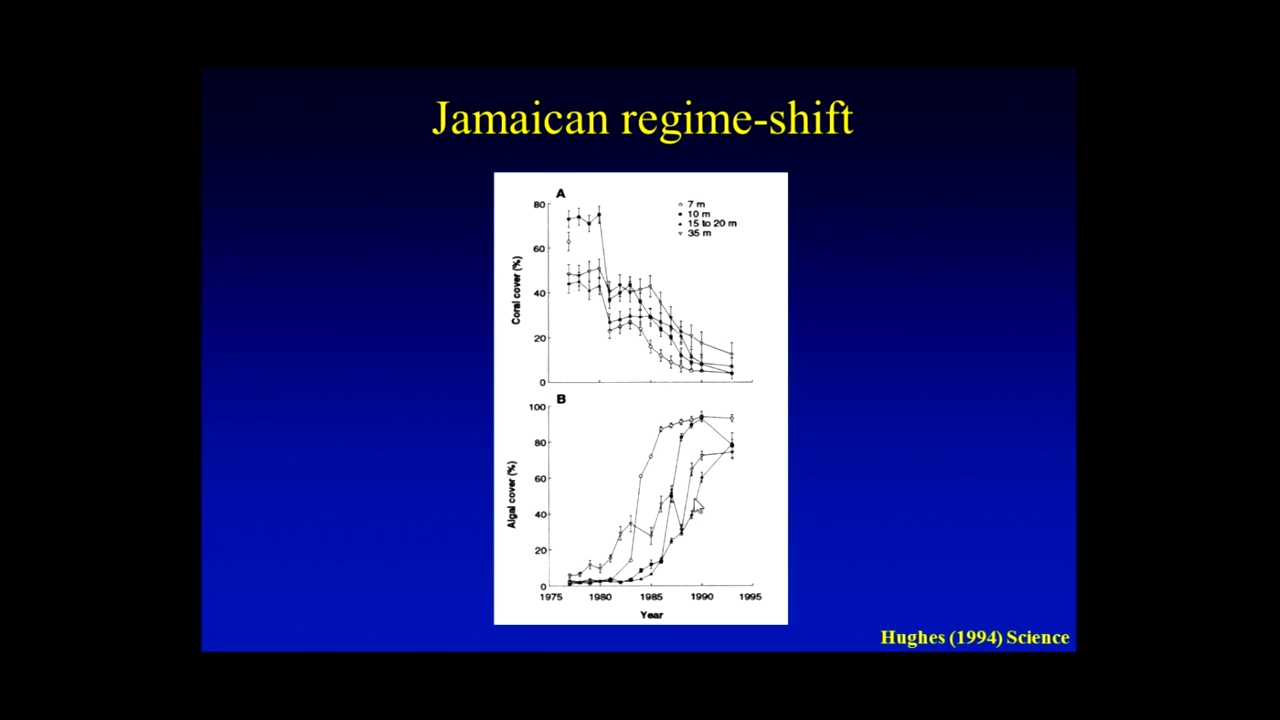 Jamaican regime-shift
A
7 m
10 m
15 to 20 m
35 m
80
60
40
20
0
Coral cover (%)
B
100
80
60
40
20
0
Algal cover (%)
1975 1980 1985 1990 1995
Year
Hughes (1994) Science